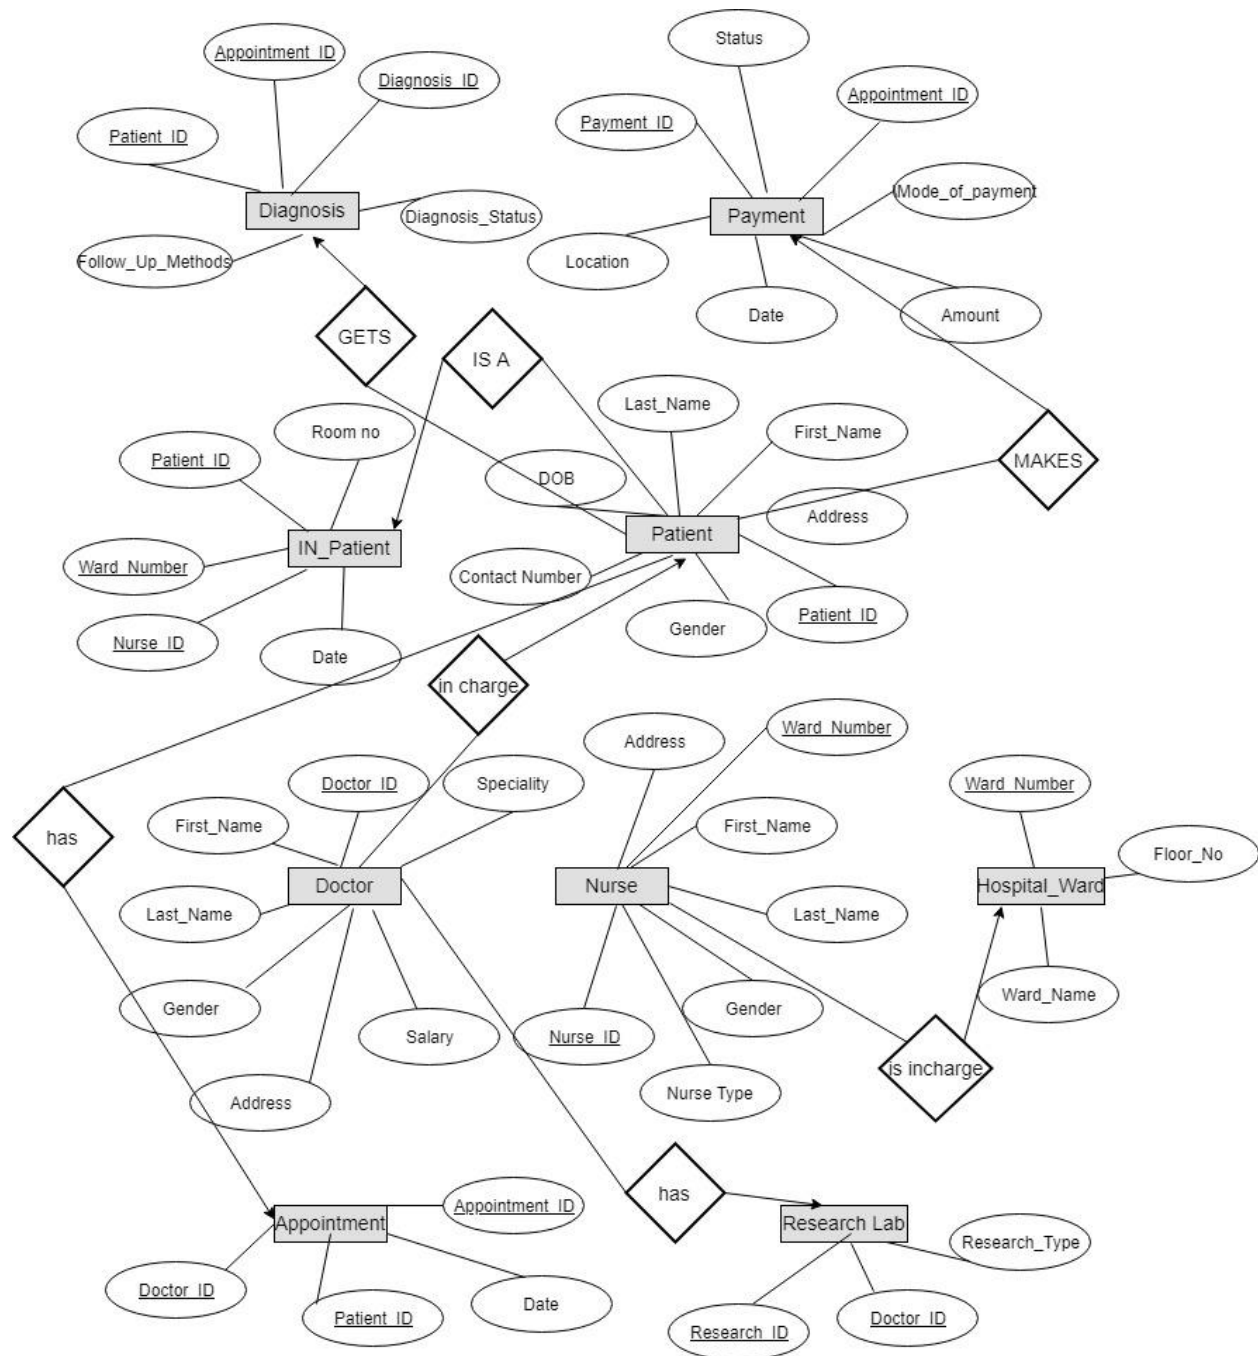 Status
Appointment_ID
Diagnosis_ID
Appointment_ID
Payment_ID
Patient_ID
Mode_of_payment
Diagnosis
Diagnosis_Status
Payment
Follow_Up_Methods
Location
Date
Amount
GETS
IS A
Last_Name
First_Name
Room no
Patient_ID
DOB
MAKES
Address
IN_Patient
Patient
Ward_Number
Contact Number
Patient_ID
Gender
Nurse_ID
Date
in charge
Address
Ward_Number
Doctor_ID
Speciality
Ward_Number
First_Name
First_Name
has
Floor_No
Doctor
Nurse
Hospital_Ward
Last_Name
Last_Name
Ward_Name
Gender
Gender
Salary
Nurse_ID
is incharge
Nurse Type
Address
has
Appointment_ID
Appointment
Research Lab
Research_Type
Doctor_ID
Date
Patient_ID
Doctor_ID
Research_ID